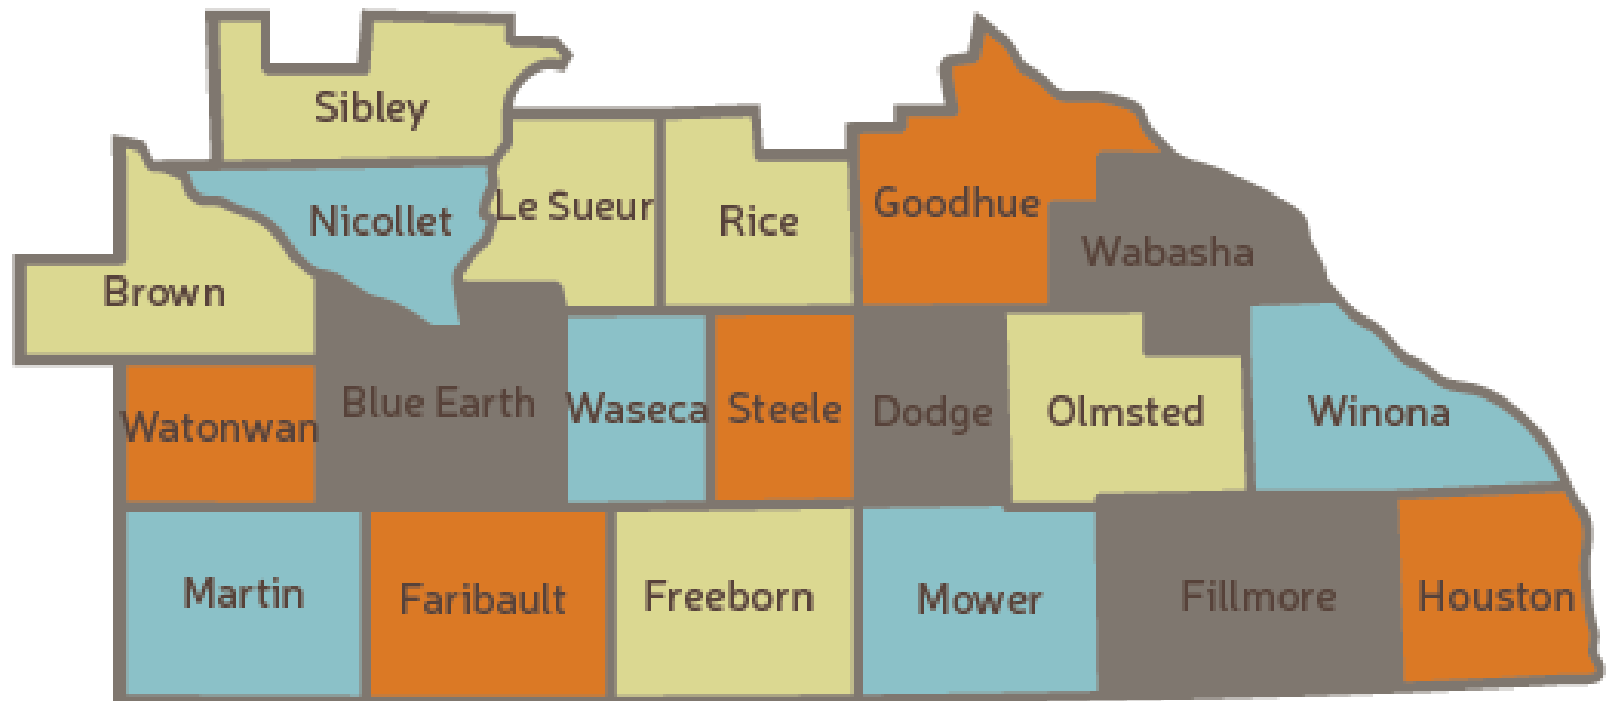 Sibley
Nicollet
Le Sueur
Rice
Goodhue
Wabasha
Brown
Watonwan
Blue Earth
Waseca
Steele
Dodge
Olmsted
Winona
Martin
Faribault
Freeborn
Mower
Fillmore
Houston